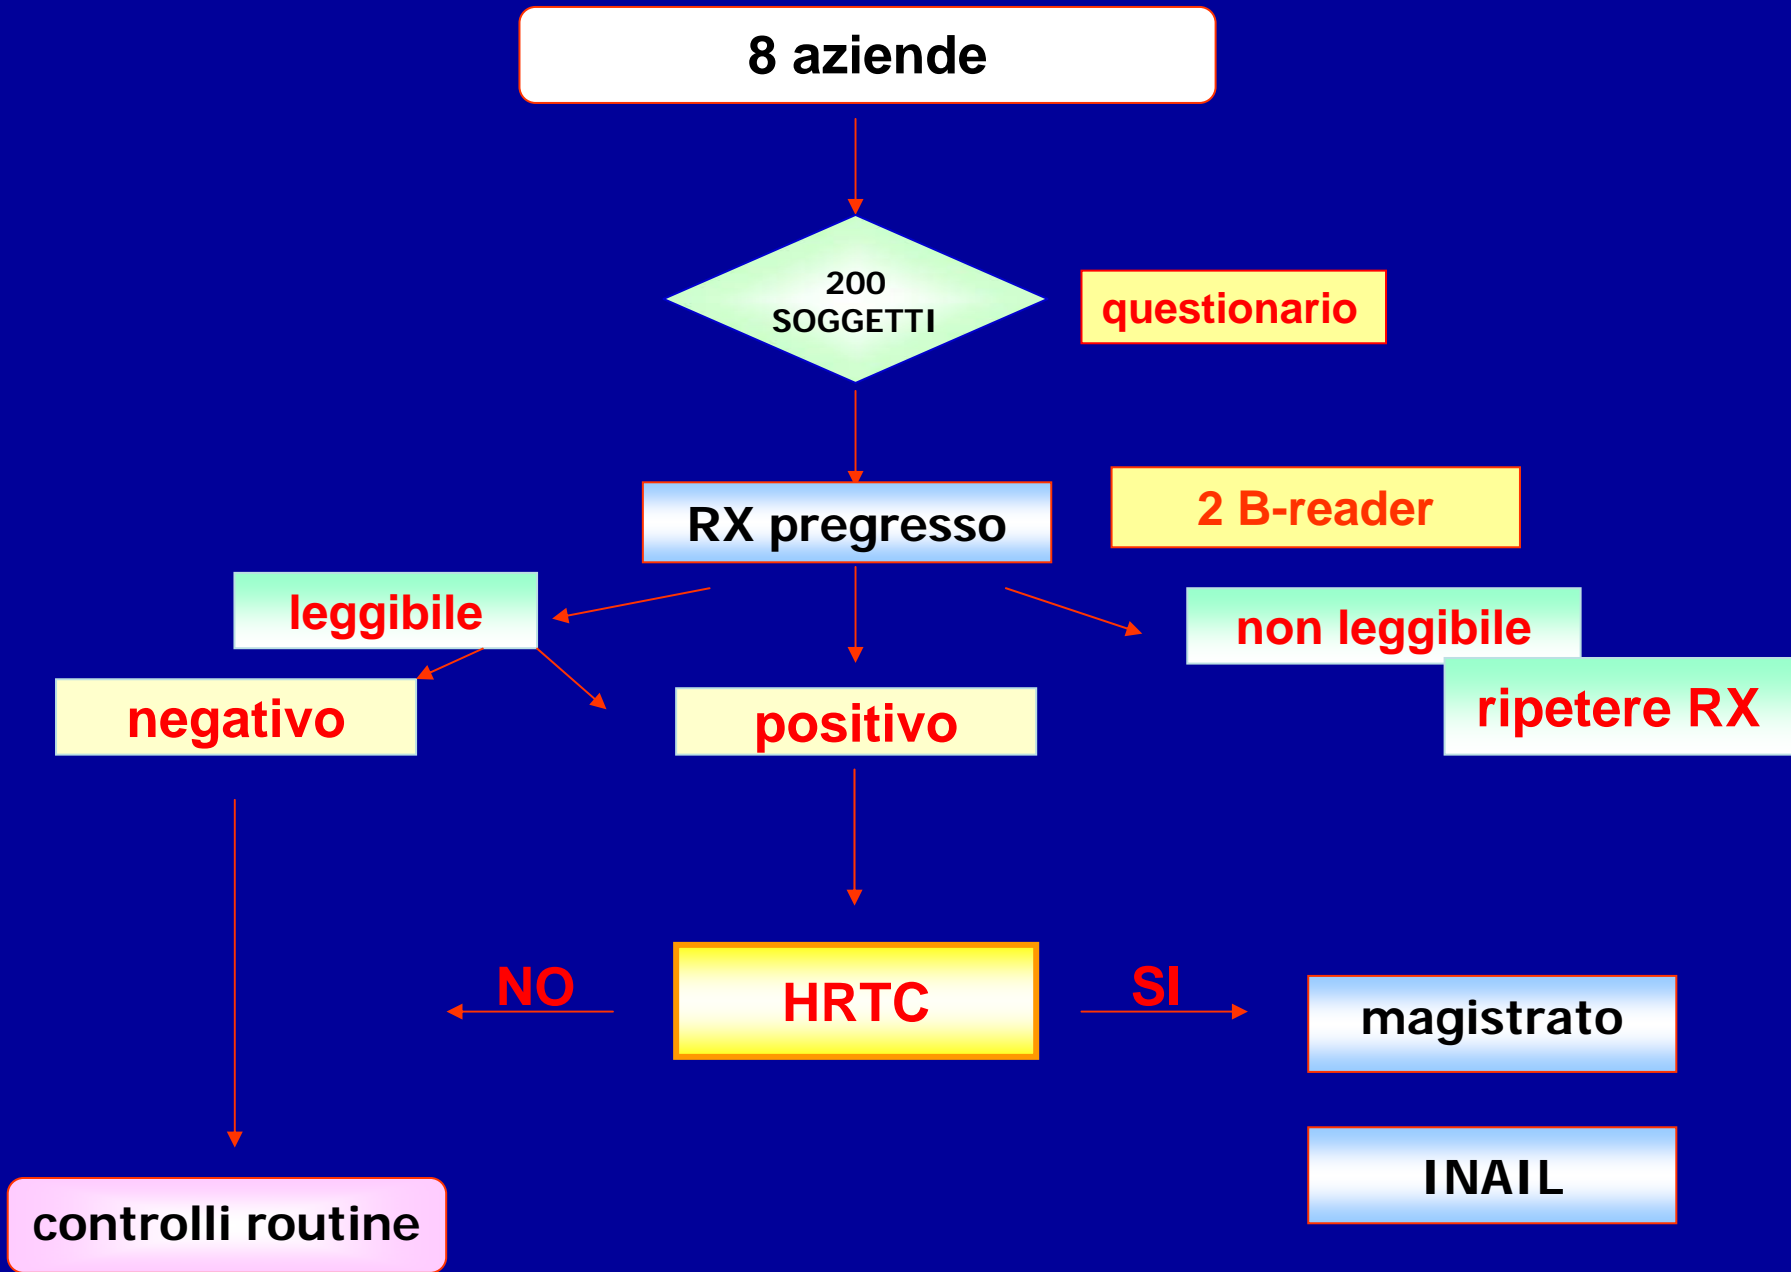 8 aziende
200
SOGGETTI
questionario
RX pregresso
2 B-reader
leggibile
non leggibile
negativo
positivo
ripetere RX
NO
HRTC
SI
magistrato
INAIL
controlli routine